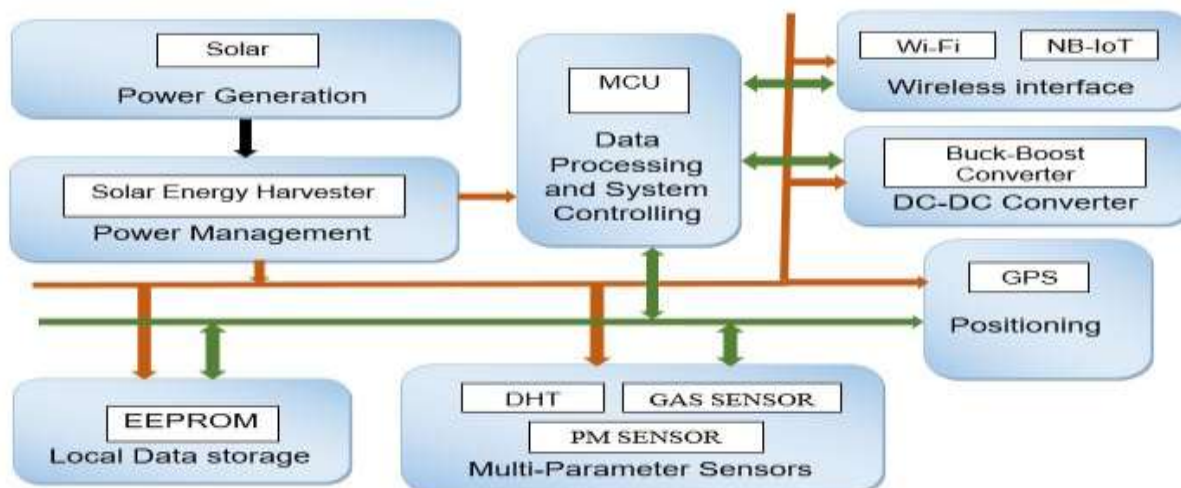 Solar
Power Generation
Solar Energy Harvester
Power Management
MCU
Data
Processing
and System
Controlling
Wi-Fi
NB-IoT
Wireless interface
Buck-Boost
Converter
DC-DC Converter
GPS
Positioning
EEPROM
Local Data storage
DHT
GAS SENSOR
PM SENSOR
Multi-Parameter Sensors